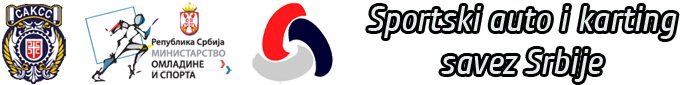 САКСС
Република Србија
МИНИСТАРСТВО
ОМЛАДИНЕ
И СПОРТА
Sportski auto i karting
savez Srbije